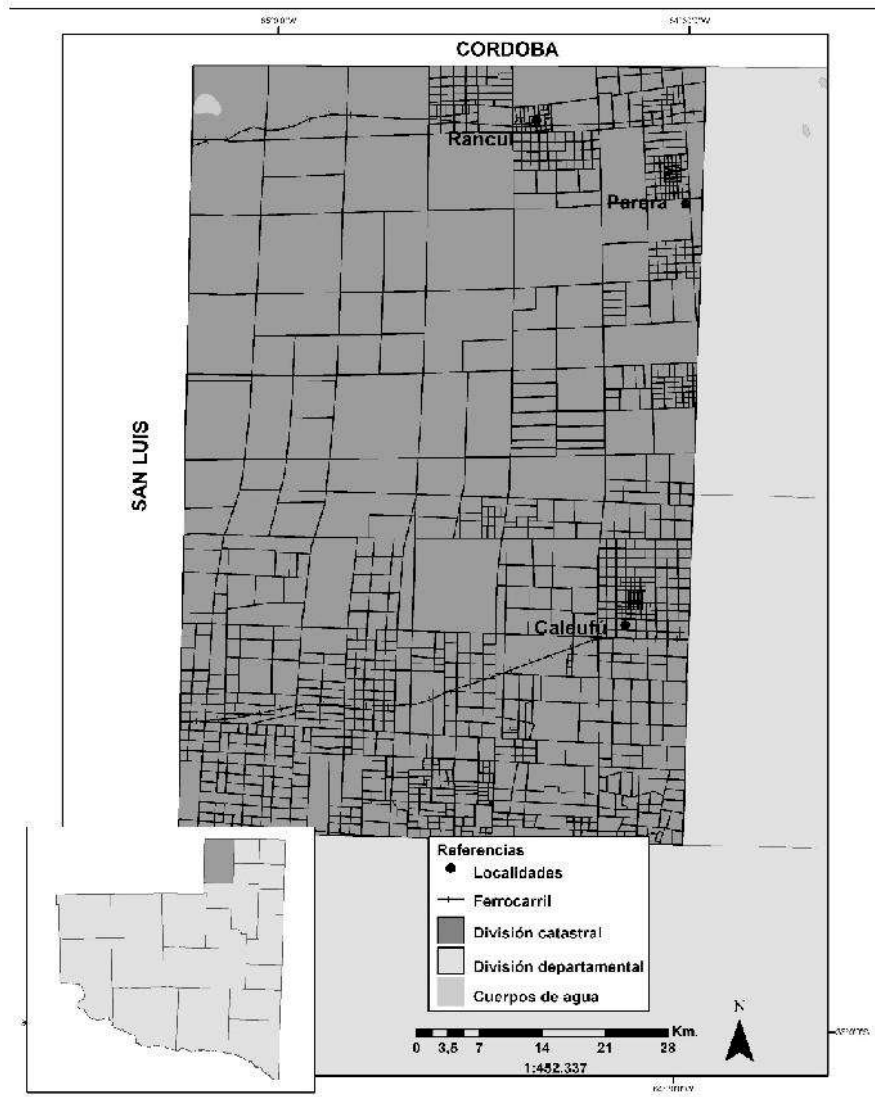 CORDOBA
Rancul
Parera
SAN LUIS
Caleufú
Referencias
Localidades
Ferrocarril
División catastral
División departamental
Cuerpos de agua
N
Km.
0 3,5 7 14 21 28
1:452.337